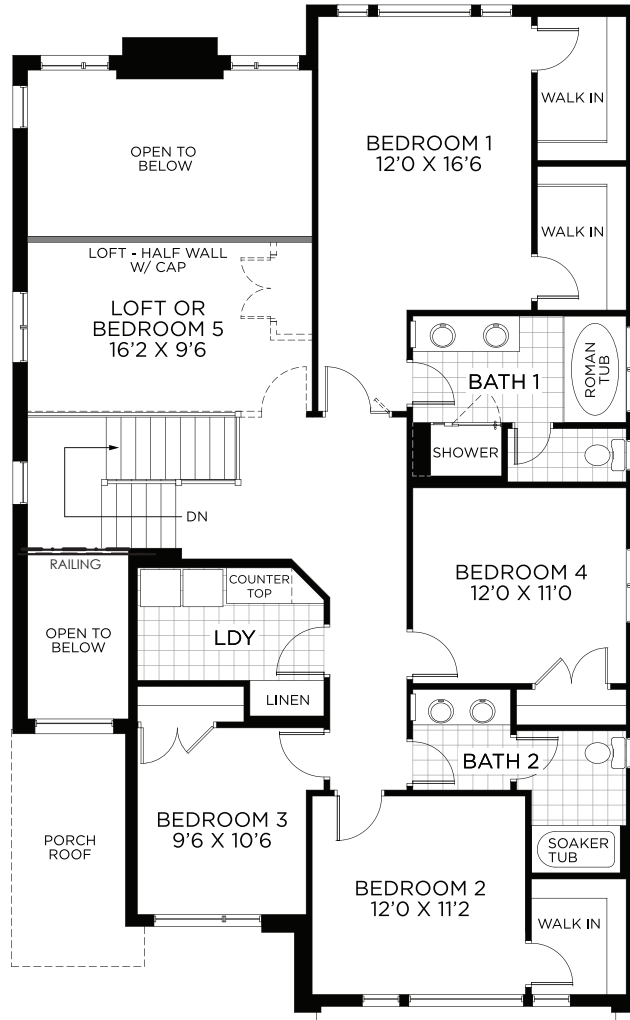 WALK IN
BEDROOM 1
12'0 X 16'6
OPEN TO
BELOW
WALK IN
LOFT - HALF WALL
W/ CAP
LOFT OR
BEDROOM 5
16'2 X 9'6
ROMAN
TUB
BATH 1
SHOWER
DN
RAILING
COUNTER
TOP
BEDROOM 4
12'0 X 11'0
OPEN TO
BELOW
LDY
LINEN
BATH 2
BEDROOM 3
9'6 X 10'6
PORCH
ROOF
SOAKER
TUB
BEDROOM 2
12'0 X 11'2
WALK IN